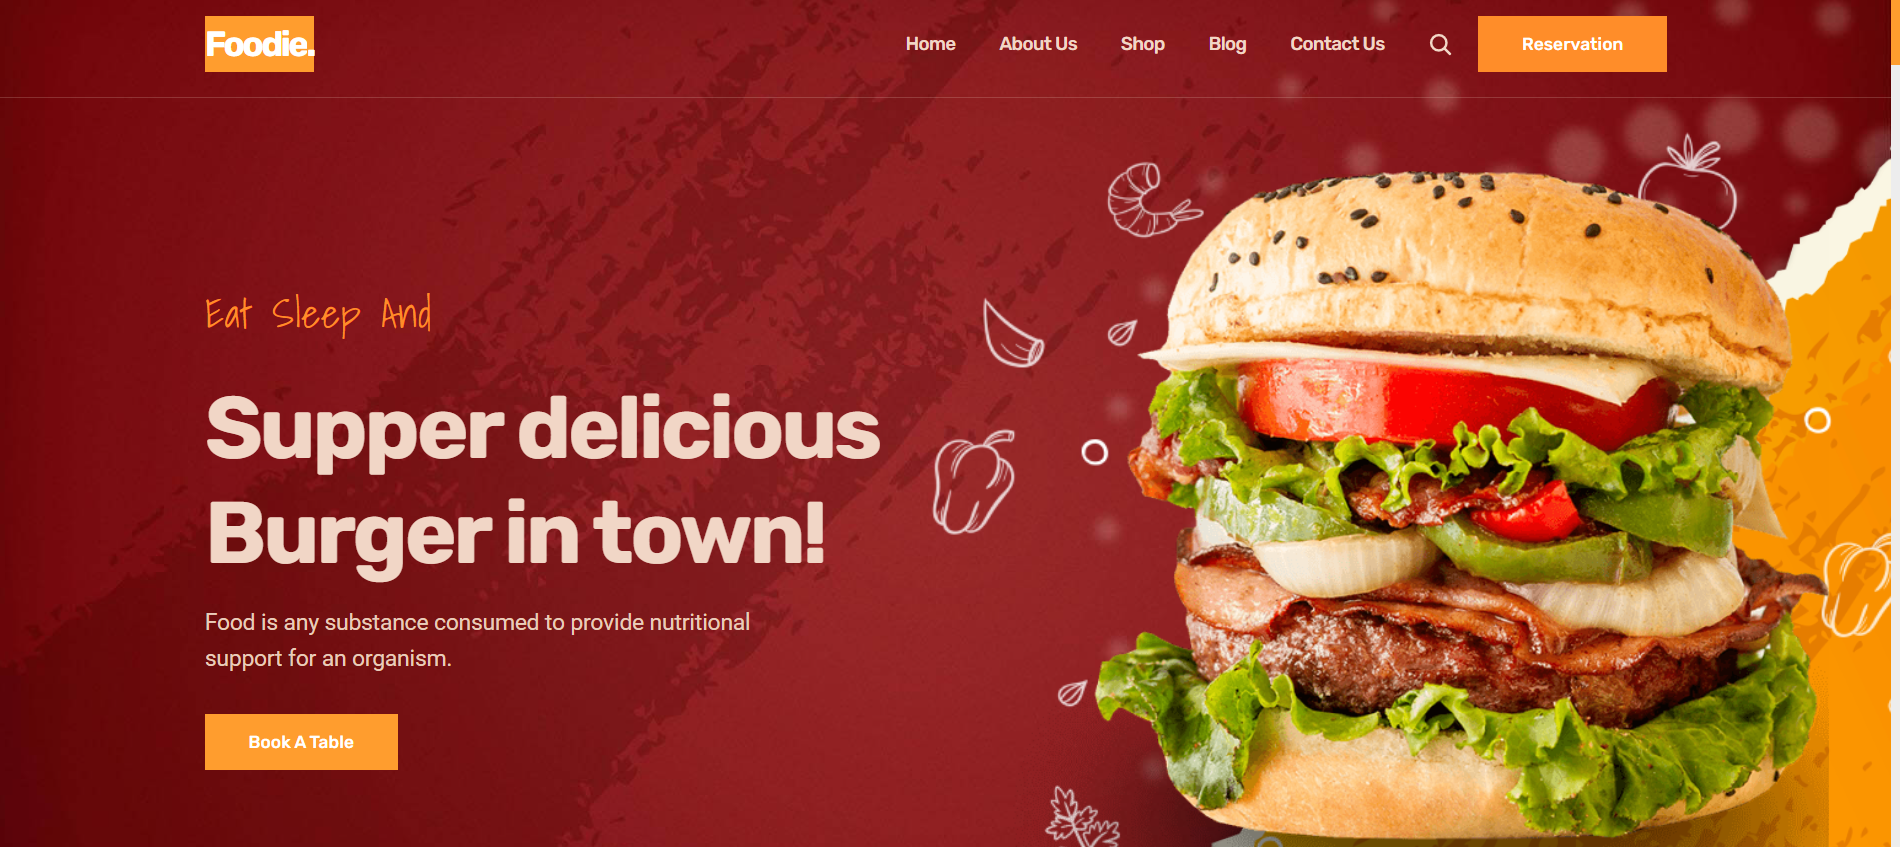 Foodie.
Home
About Us
Shop
Blog
Contact Us
Reservation
Eat Sleep And
Supper delicious
Burger in town!
Food is any substance consumed to provide nutritional
support for an organism.
Book A Table